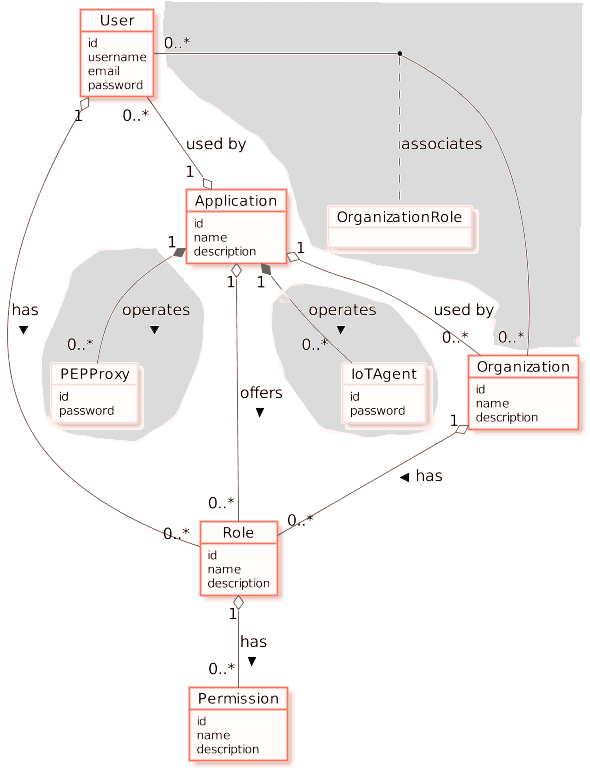 User
id
username
email
password
0..*
1
0..*
used by
associates
1
Application
id
name
description
OrganizationRole
1
1
1
1
has
operates
operates
used by
0..*
0..*
0..*
0..*
PEPProxy
id
password
IoTAgent
id
password
Organization
id
name
description
offers
1
has
0..*
0..*
0..*
Role
id
name
description
1
has
0..*
Permission
id
name
description